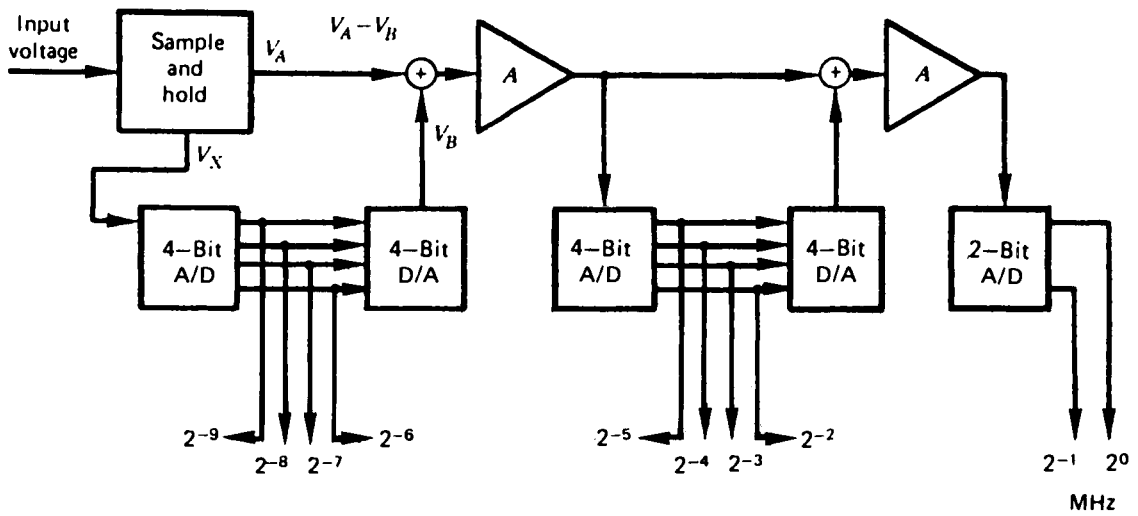 Input
voltage
Sample
and
hold
V_A
V_A − V_B
+
A
+
A
V_B
V_X
4−Bit
A/D
4−Bit
D/A
4−Bit
A/D
4−Bit
D/A
2−Bit
A/D
2⁻⁹
2⁻⁸
2⁻⁷
2⁻⁶
2⁻⁵
2⁻⁴
2⁻³
2⁻²
2⁻¹
2⁰
MHz